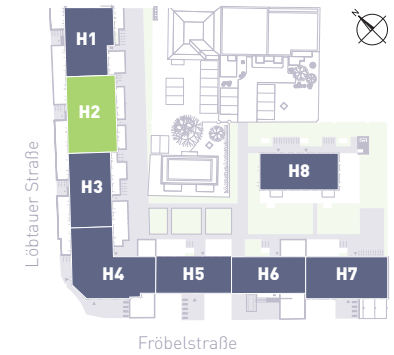 N
H1
H2
H3
H8
H4
H5
H6
H7
Löbtauer Straße
Fröbelstraße